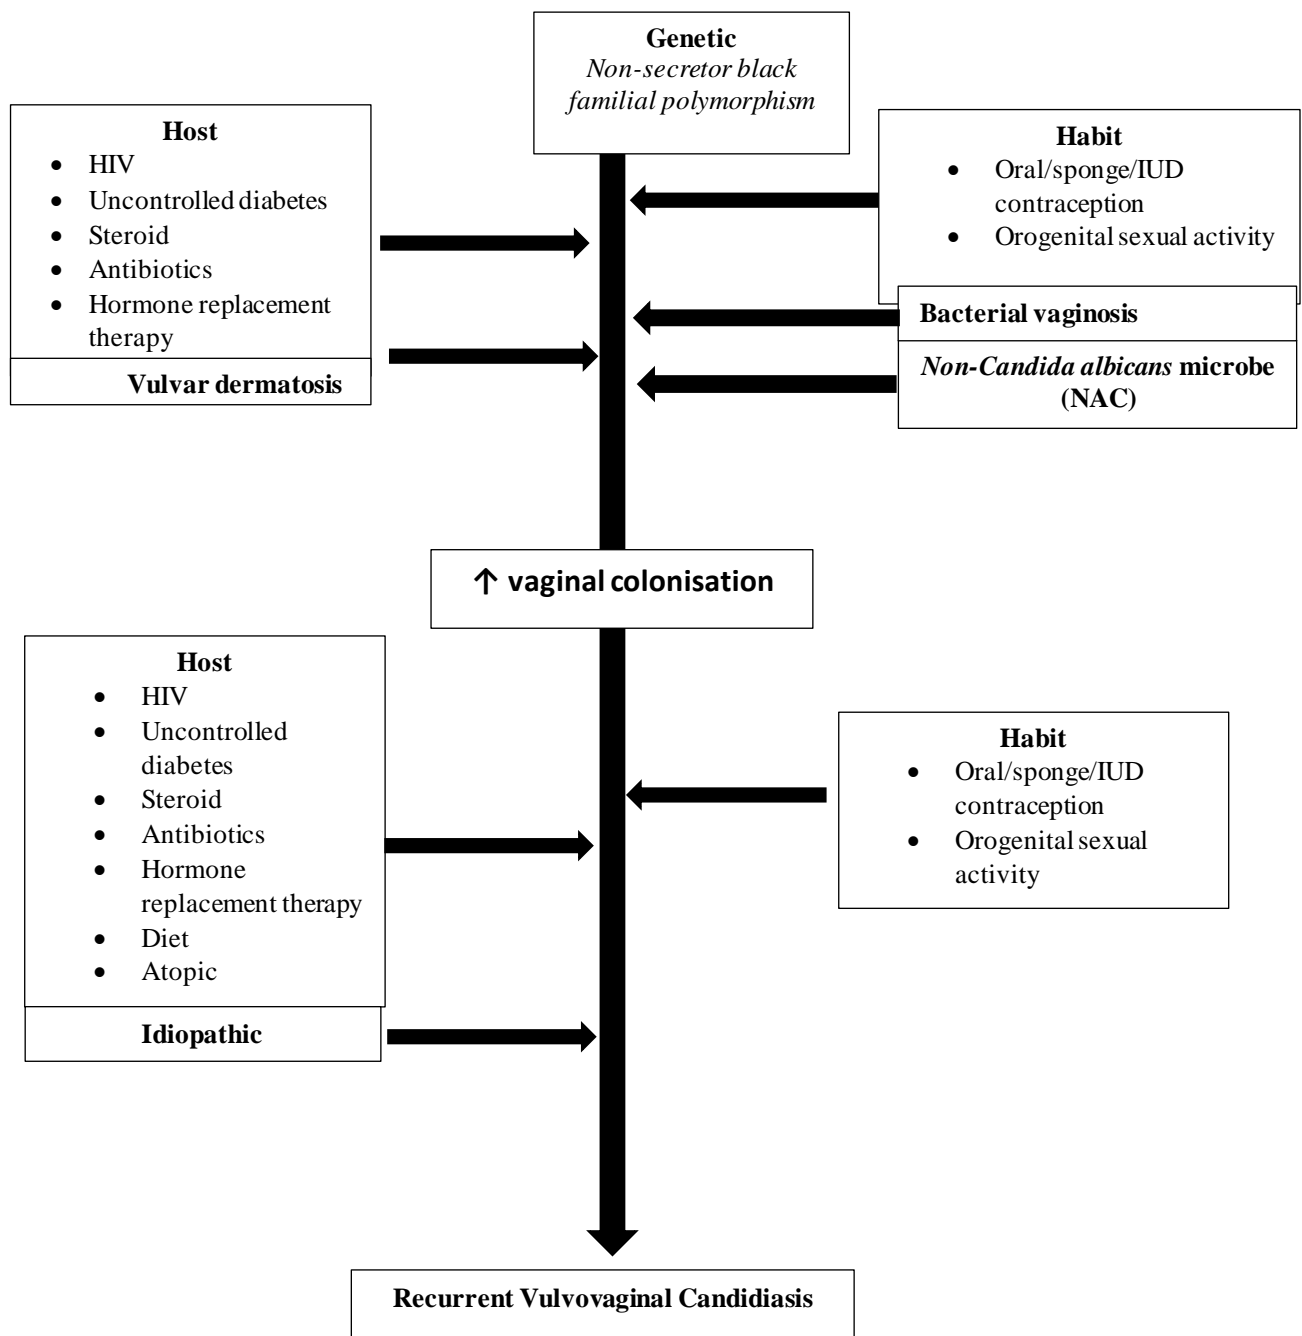 Genetic
Non-secretor black
familial polymorphism
Host
• HIV
• Uncontrolled diabetes
• Steroid
• Antibiotics
• Hormone replacement
therapy
Vulvar dermatosis
Habit
• Oral/sponge/IUD
contraception
• Orogenital sexual activity
Bacterial vaginosis
Non-Candida albicans microbe
(NAC)
↑ vaginal colonisation
Host
• HIV
• Uncontrolled
diabetes
• Steroid
• Antibiotics
• Hormone
replacement therapy
• Diet
• Atopic
Idiopathic
Habit
• Oral/sponge/IUD
contraception
• Orogenital sexual
activity
Recurrent Vulvovaginal Candidiasis